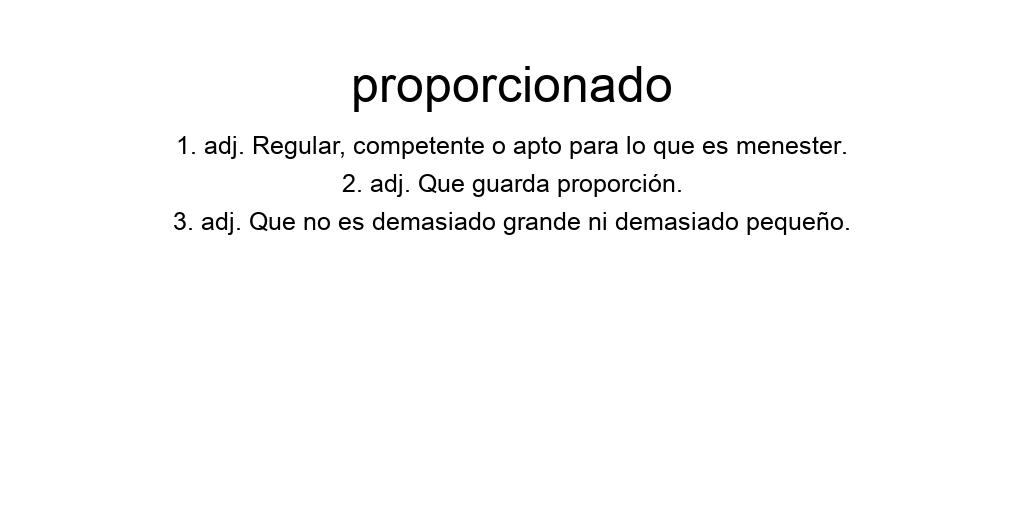 proporcionado
1. adj. Regular, competente o apto para lo que es menester.
2. adj. Que guarda proporción.
3. adj. Que no es demasiado grande ni demasiado pequeño.